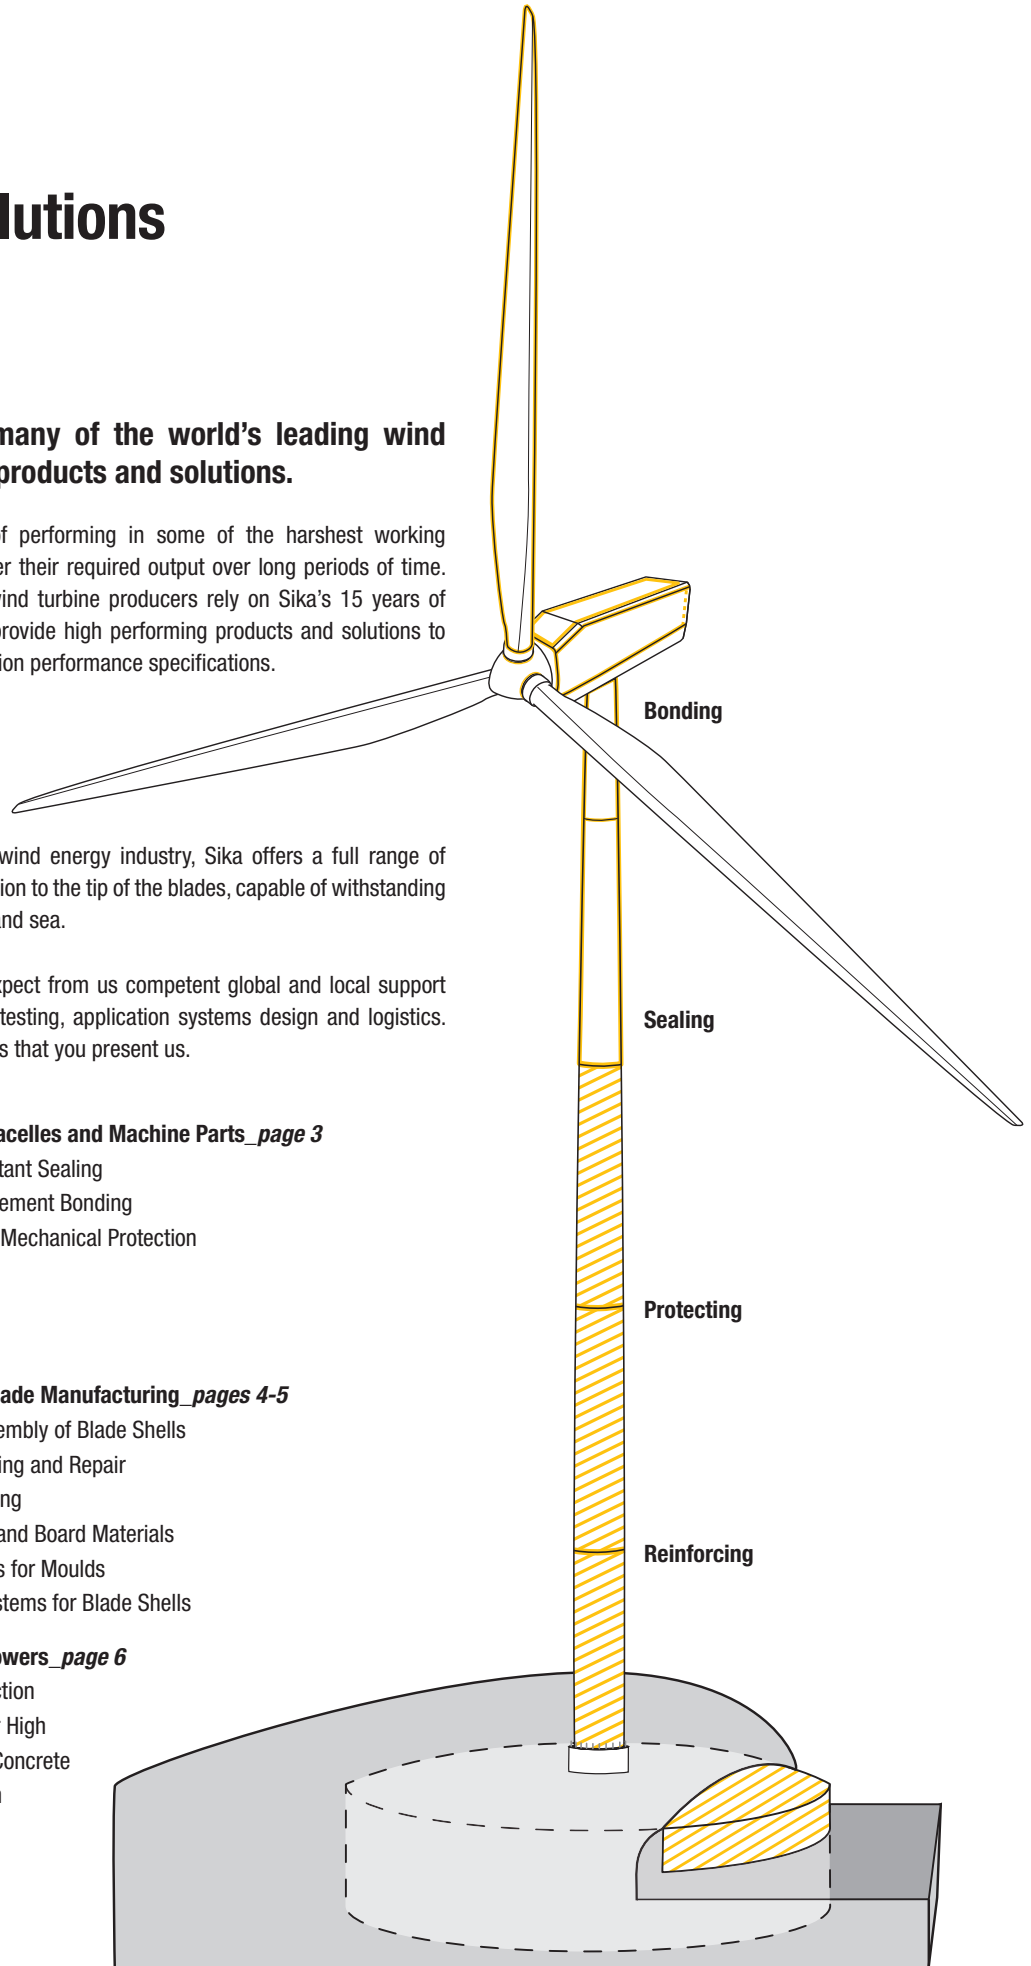 lutions
many of the world's leading wind
products and solutions.
of performing in some of the harshest working
er their required output over long periods of time.
wind turbine producers rely on Sika's 15 years of
provide high performing products and solutions to
ion performance specifications.
Bonding
wind energy industry, Sika offers a full range of
ion to the tip of the blades, capable of withstanding
and sea.
xpect from us competent global and local support
testing, application systems design and logistics.
s that you present us.
Sealing
acelles and Machine Parts_page 3
tant Sealing
ement Bonding
Mechanical Protection
Protecting
ade Manufacturing_pages 4-5
embly of Blade Shells
ing and Repair
ing
and Board Materials
s for Moulds
stems for Blade Shells
Reinforcing
owers_page 6
ction
r High
Concrete
n